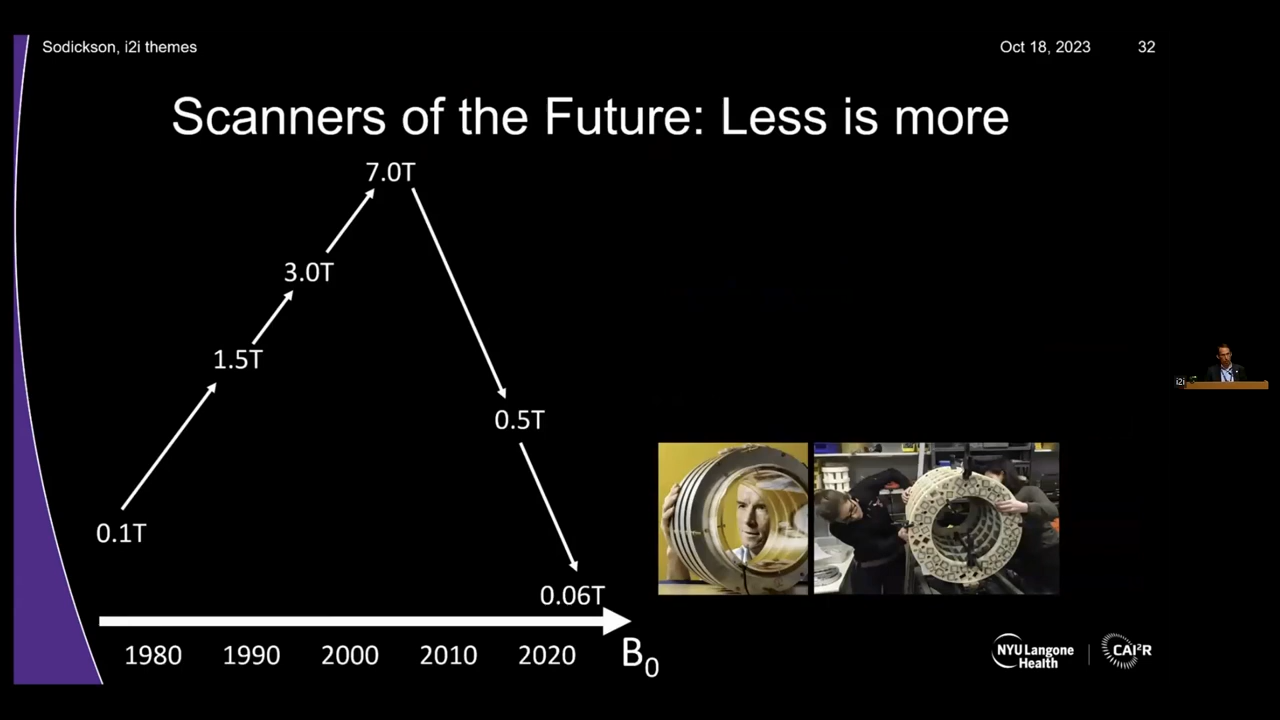 Sodickson, i2i themes
Oct 18, 2023 32
Scanners of the Future: Less is more
7.0T
3.0T
1.5T
0.5T
0.1T
0.06T
1980 1990 2000 2010 2020 B₀
NYU Langone Health
CAI²R
i2i